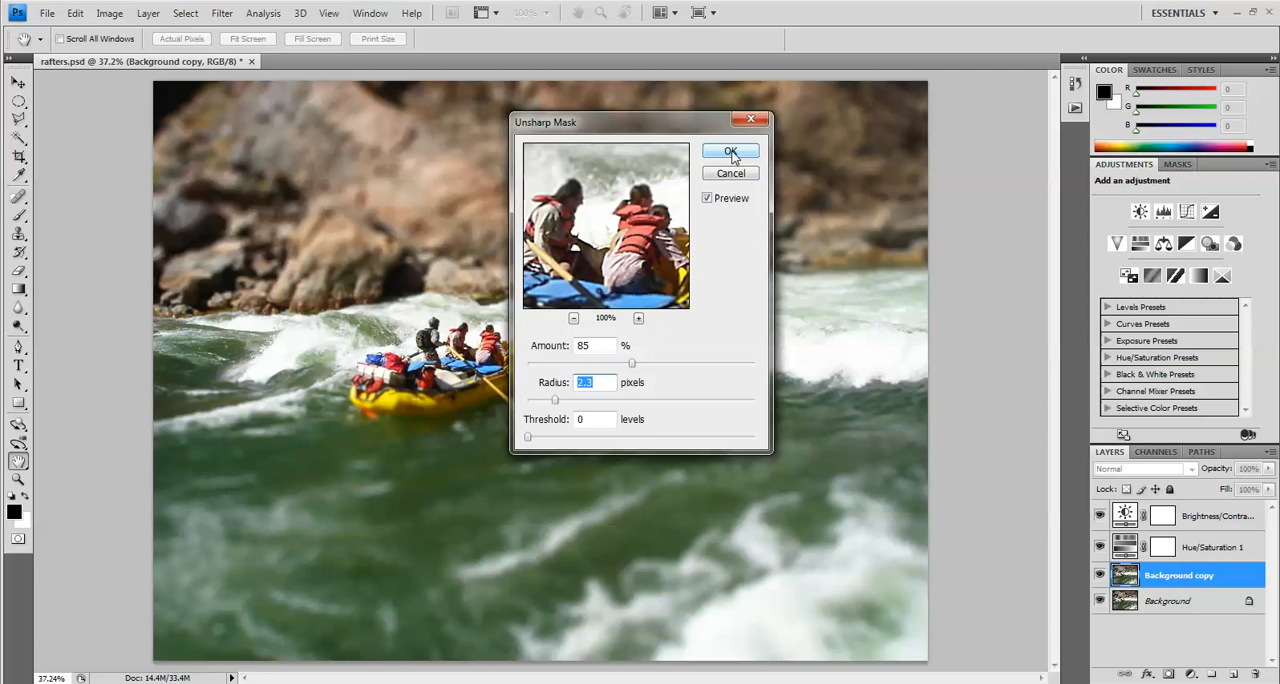 Ps File Edit Image Layer Select Filter Analysis 3D View Window Help 100% ESSENTIALS
Scroll All Windows Actual Pixels Fit Screen Fill Screen Print Size
rafters.psd @ 37.2% (Background copy, RGB/8) *
COLOR SWATCHES STYLES
R 0
G 0
B 0
Unsharp Mask
OK
Cancel
Preview
100%
Amount: 85 %
Radius: 2.3 pixels
Threshold: 0 levels
ADJUSTMENTS MASKS
Add an adjustment
Levels Presets
Curves Presets
Exposure Presets
Hue/Saturation Presets
Black & White Presets
Channel Mixer Presets
Selective Color Presets
LAYERS CHANNELS PATHS
Normal Opacity: 100%
Lock: Fill: 100%
Brightness/Contra...
Hue/Saturation 1
Background copy
Background
37.24% Doc: 14.4M/33.4M